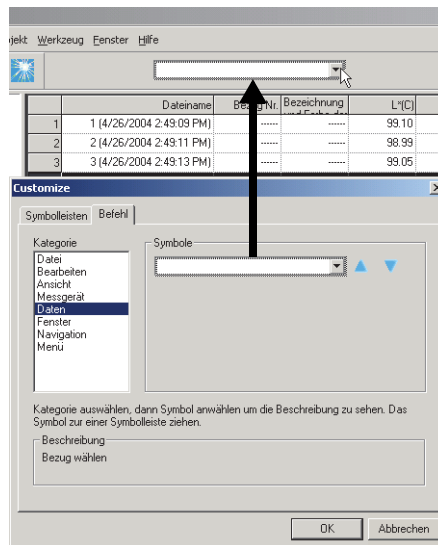 Werkzeug Fenster Hilfe
Dateiname Nr. Bezeichnung L*(C)
1 1 (4/26/2004 2:49:09 PM) ----- ----- 99.10
2 2 (4/26/2004 2:49:11 PM) ----- ----- 98.99
3 3 (4/26/2004 2:49:13 PM) ----- ----- 99.05
Customize
Symbolleisten Befehl
Kategorie
Datei
Bearbeiten
Ansicht
Messgerät
Daten
Fenster
Navigation
Menü
Symbole
Kategorie auswählen, dann Symbol anwählen um die Beschreibung zu sehen. Das
Symbol zur einer Symbolleiste ziehen.
Beschreibung
Bezug wählen
OK Abbrechen